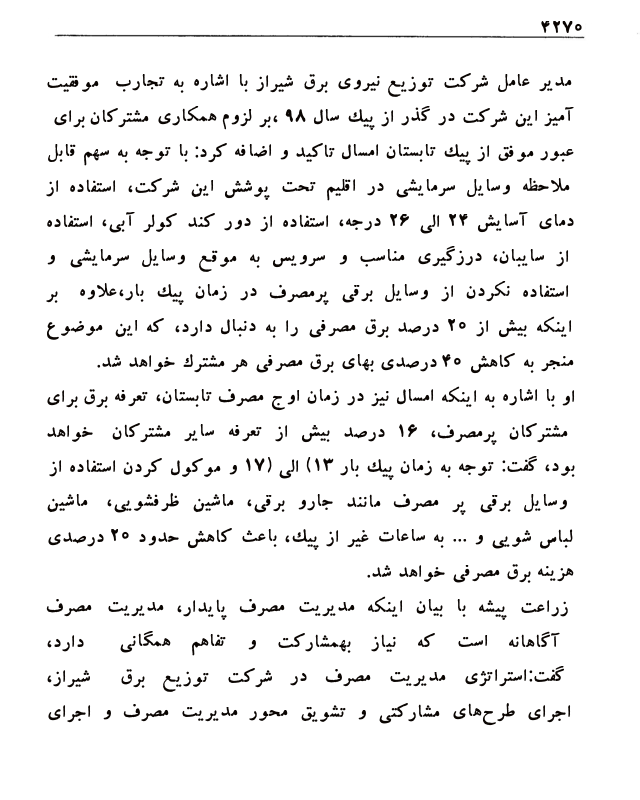 ۴۲۷۰
مدیر عامل شرکت توزیع نیروی برق شیراز با اشاره به تجارب موفقیت
آمیز این شرکت در گذر از پیك سال ۹۸ ،بر لزوم همکاری مشترکان برای
عبور موفق از پیك تابستان امسال تاکید و اضافه کرد: با توجه به سهم قابل
ملاحظه وسایل سرمایشی در اقلیم تحت پوشش این شرکت، استفاده از
دمای آسایش ۲۴ الی ۲۶ درجه، استفاده از دور کند کولر آبی، استفاده
از سایبان، درزگیری مناسب و سرویس به موقع وسایل سرمایشی و
استفاده نکردن از وسایل برقی پرمصرف در زمان پیك بار،علاوه بر
اینکه بیش از ۲۰ درصد برق مصرفی را به دنبال دارد، که این موضوع
منجر به کاهش ۴۰ درصدی بهای برق مصرفی هر مشترك خواهد شد.
او با اشاره به اینکه امسال نیز در زمان اوج مصرف تابستان، تعرفه برق برای
مشترکان پرمصرف، ۱۶ درصد بیش از تعرفه سایر مشترکان خواهد
بود، گفت: توجه به زمان پیك بار ۱۳) الی (۱۷ و موکول کردن استفاده از
وسایل برقی پر مصرف مانند جارو برقی، ماشین ظرفشویی، ماشین
لباس شویی و ... به ساعات غیر از پیك، باعث کاهش حدود ۲۰ درصدی
هزینه برق مصرفی خواهد شد.
زراعت پیشه با بیان اینکه مدیریت مصرف پایدار، مدیریت مصرف
آگاهانه است که نیاز بهمشارکت و تفاهم همگانی دارد،
گفت:استراتژی مدیریت مصرف در شرکت توزیع برق شیراز،
اجرای طرح‌های مشارکتی و تشویق محور مدیریت مصرف و اجرای